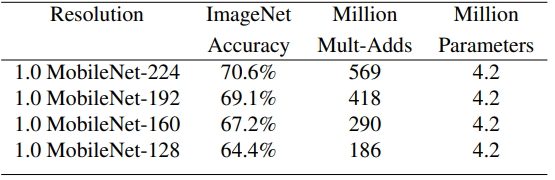 Resolution ImageNet Million Million
Accuracy Mult-Adds Parameters
1.0 MobileNet-224 70.6% 569 4.2
1.0 MobileNet-192 69.1% 418 4.2
1.0 MobileNet-160 67.2% 290 4.2
1.0 MobileNet-128 64.4% 186 4.2